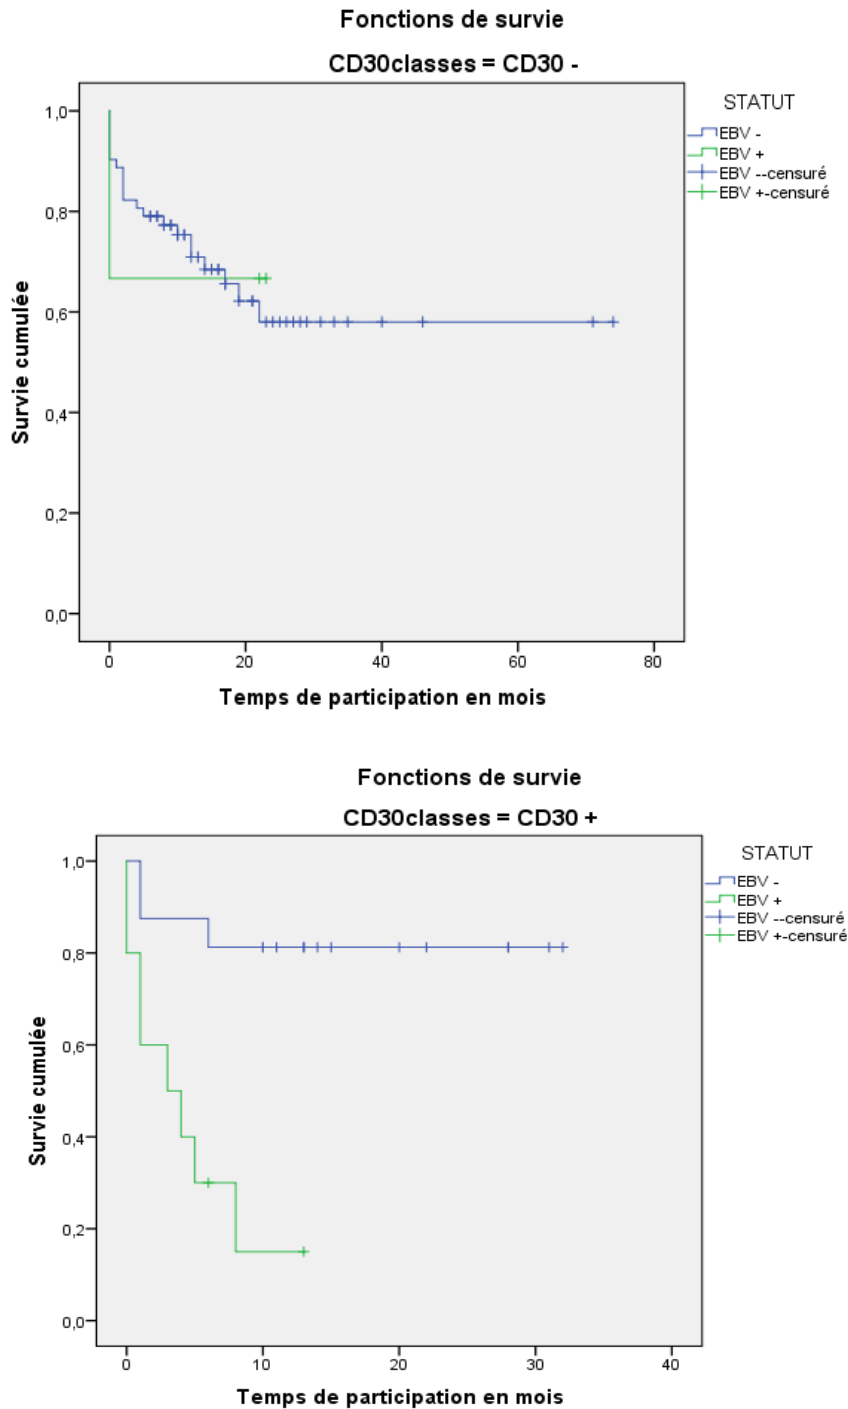 Fonctions de survie
CD30classes = CD30 -
STATUT
EBV -
EBV +
EBV --censuré
EBV +-censuré
1,0
0,8
0,6
0,4
0,2
0,0
Survie cumulée
0 20 40 60 80
Temps de participation en mois
Fonctions de survie
CD30classes = CD30 +
STATUT
EBV -
EBV +
EBV --censuré
EBV +-censuré
1,0
0,8
0,6
0,4
0,2
0,0
Survie cumulée
0 10 20 30 40
Temps de participation en mois